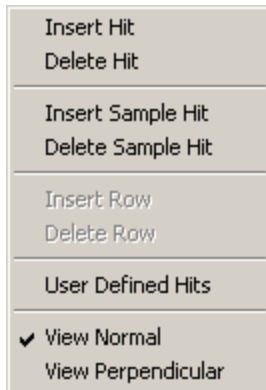 Insert Hit
Delete Hit
Insert Sample Hit
Delete Sample Hit
Insert Row
Delete Row
User Defined Hits
View Normal
View Perpendicular